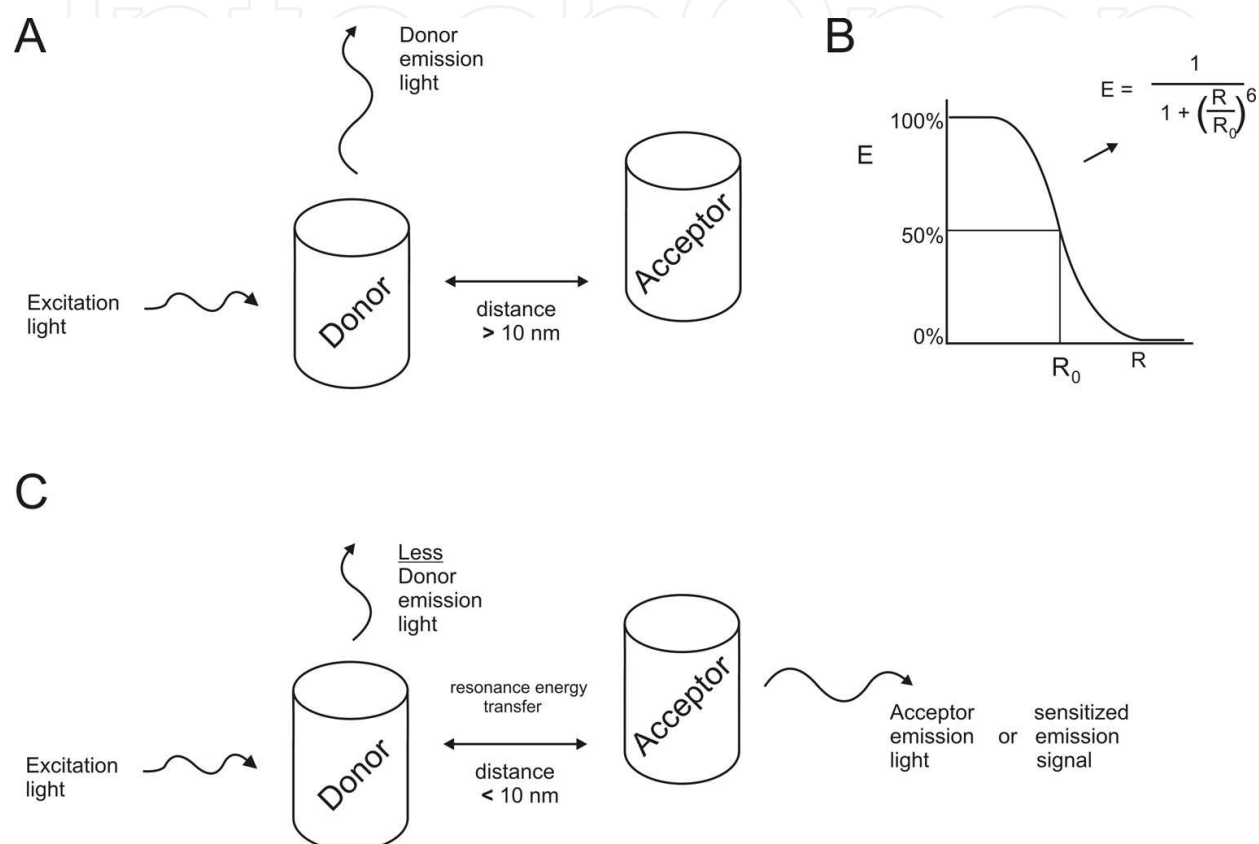 A
Donor
emission
light
Excitation
light
Donor
distance
> 10 nm
Acceptor
B
E = 1 / 1 + (R/R₀)⁶
100%
E
50%
0%
R₀
R
C
Less
Donor
emission
light
Excitation
light
Donor
resonance energy
transfer
distance
< 10 nm
Acceptor
Acceptor
emission
light
or
sensitized
emission
signal